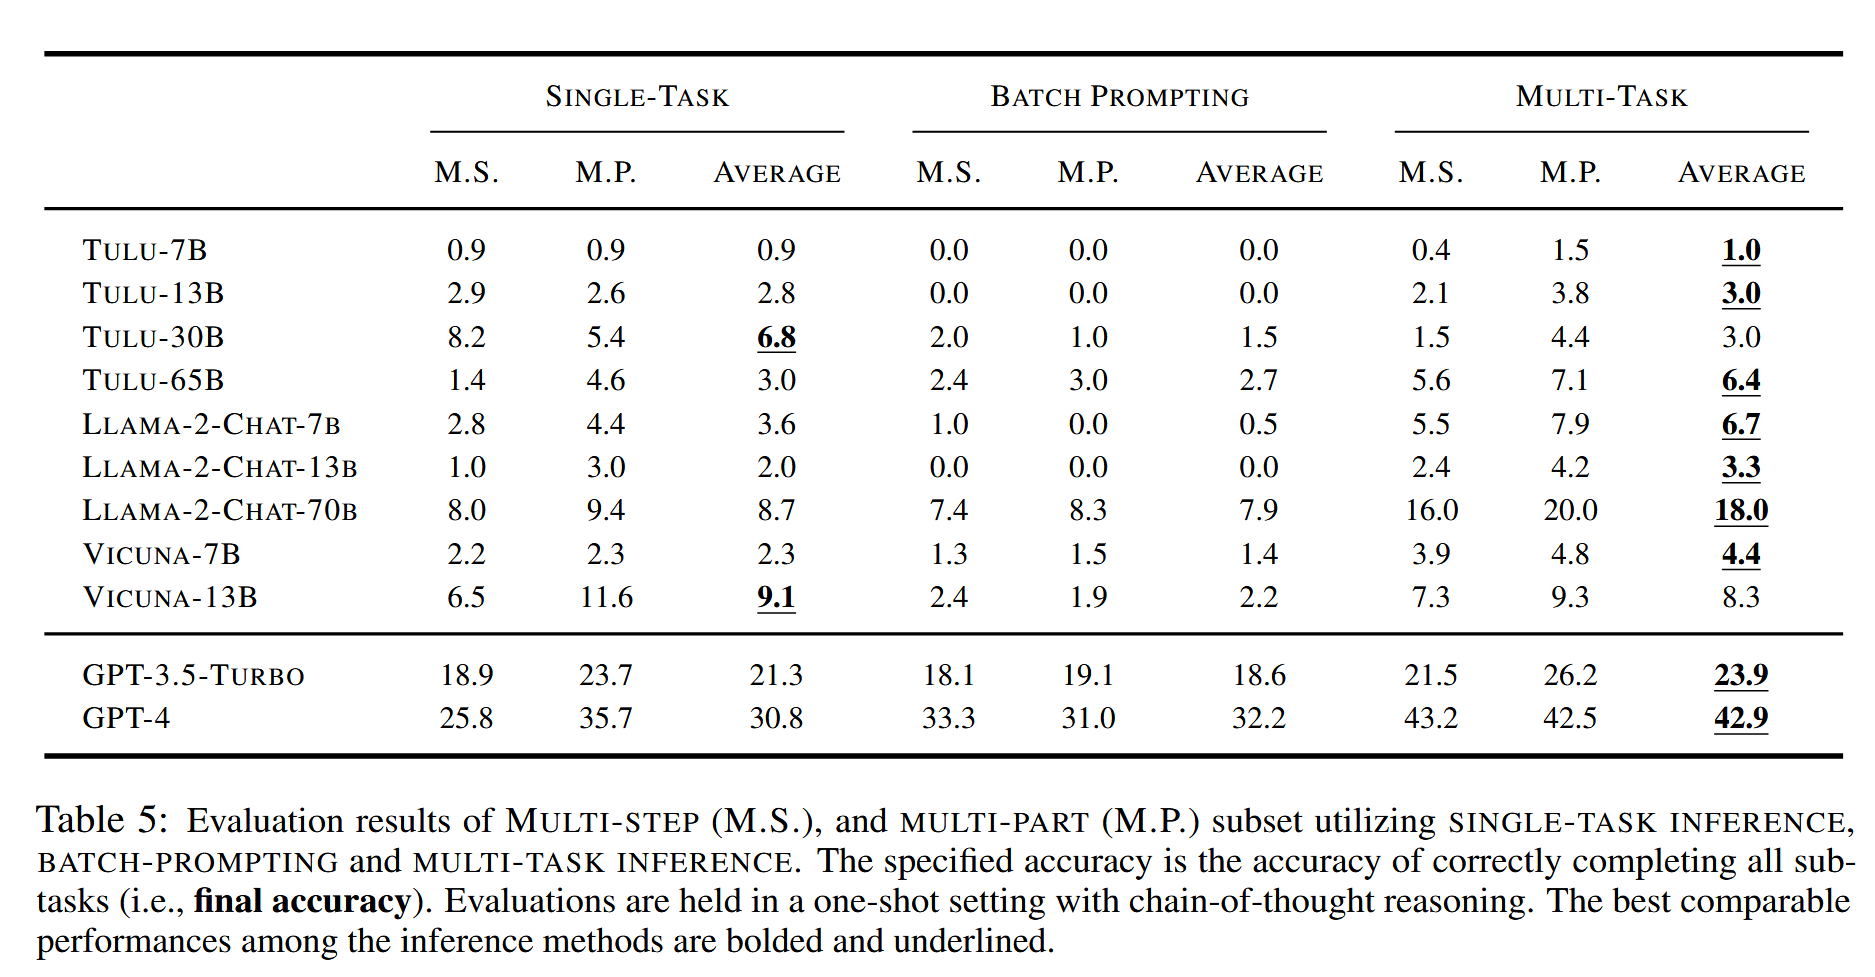 SINGLE-TASK BATCH PROMPTING MULTI-TASK
M.S. M.P. AVERAGE M.S. M.P. AVERAGE M.S. M.P. AVERAGE
TULU-7B 0.9 0.9 0.9 0.0 0.0 0.0 0.4 1.5 1.0
TULU-13B 2.9 2.6 2.8 0.0 0.0 0.0 2.1 3.8 3.0
TULU-30B 8.2 5.4 6.8 2.0 1.0 1.5 1.5 4.4 3.0
TULU-65B 1.4 4.6 3.0 2.4 3.0 2.7 5.6 7.1 6.4
LLAMA-2-CHAT-7B 2.8 4.4 3.6 1.0 0.0 0.5 5.5 7.9 6.7
LLAMA-2-CHAT-13B 1.0 3.0 2.0 0.0 0.0 0.0 2.4 4.2 3.3
LLAMA-2-CHAT-70B 8.0 9.4 8.7 7.4 8.3 7.9 16.0 20.0 18.0
VICUNA-7B 2.2 2.3 2.3 1.3 1.5 1.4 3.9 4.8 4.4
VICUNA-13B 6.5 11.6 9.1 2.4 1.9 2.2 7.3 9.3 8.3
GPT-3.5-TURBO 18.9 23.7 21.3 18.1 19.1 18.6 21.5 26.2 23.9
GPT-4 25.8 35.7 30.8 33.3 31.0 32.2 43.2 42.5 42.9
Table 5: Evaluation results of MULTI-STEP (M.S.), and MULTI-PART (M.P.) subset utilizing SINGLE-TASK INFERENCE,
BATCH-PROMPTING and MULTI-TASK INFERENCE. The specified accuracy is the accuracy of correctly completing all sub-
tasks (i.e., final accuracy). Evaluations are held in a one-shot setting with chain-of-thought reasoning. The best comparable
performances among the inference methods are bolded and underlined.